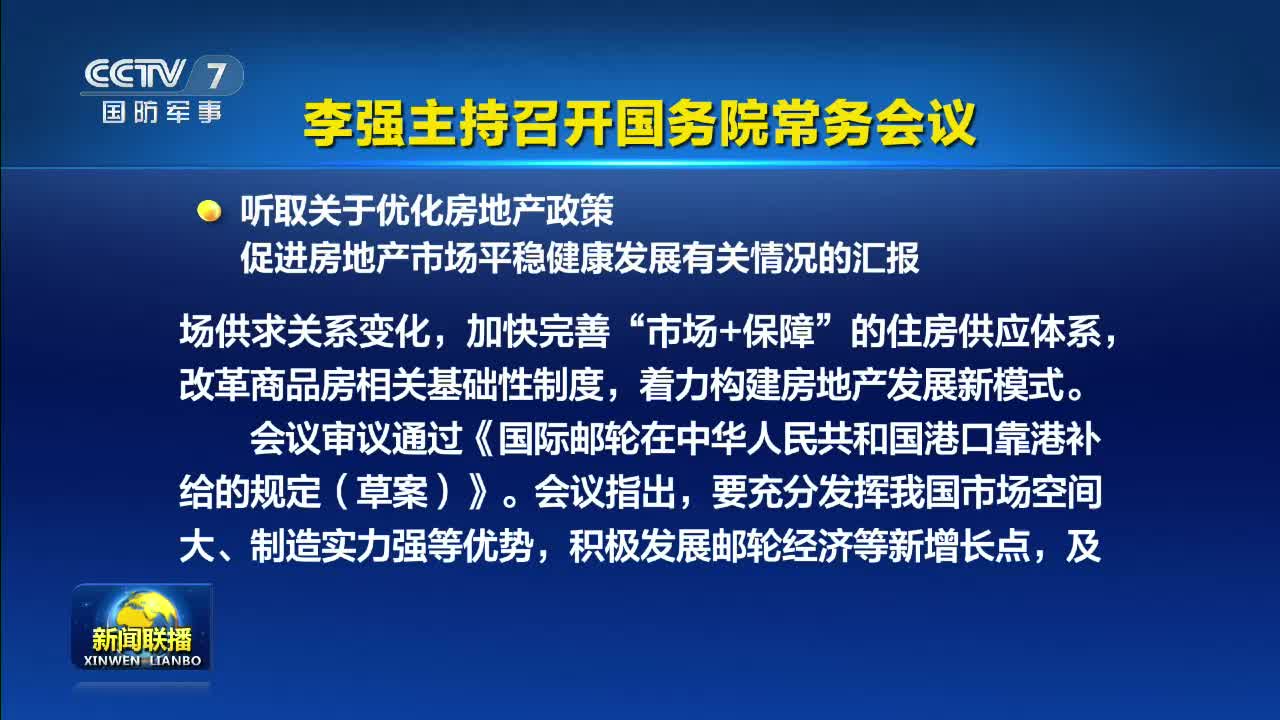 CCTV 7
国防军事
李强主持召开国务院常务会议
听取关于优化房地产政策
促进房地产市场平稳健康发展有关情况的汇报
场供求关系变化，加快完善“市场+保障”的住房供应体系，
改革商品房相关基础性制度，着力构建房地产发展新模式。
会议审议通过《国际邮轮在中华人民共和国港口靠港补
给的规定（草案）》。会议指出，要充分发挥我国市场空间
大、制造实力强等优势，积极发展邮轮经济等新增长点，及
新闻联播
XINWEN LIANBO